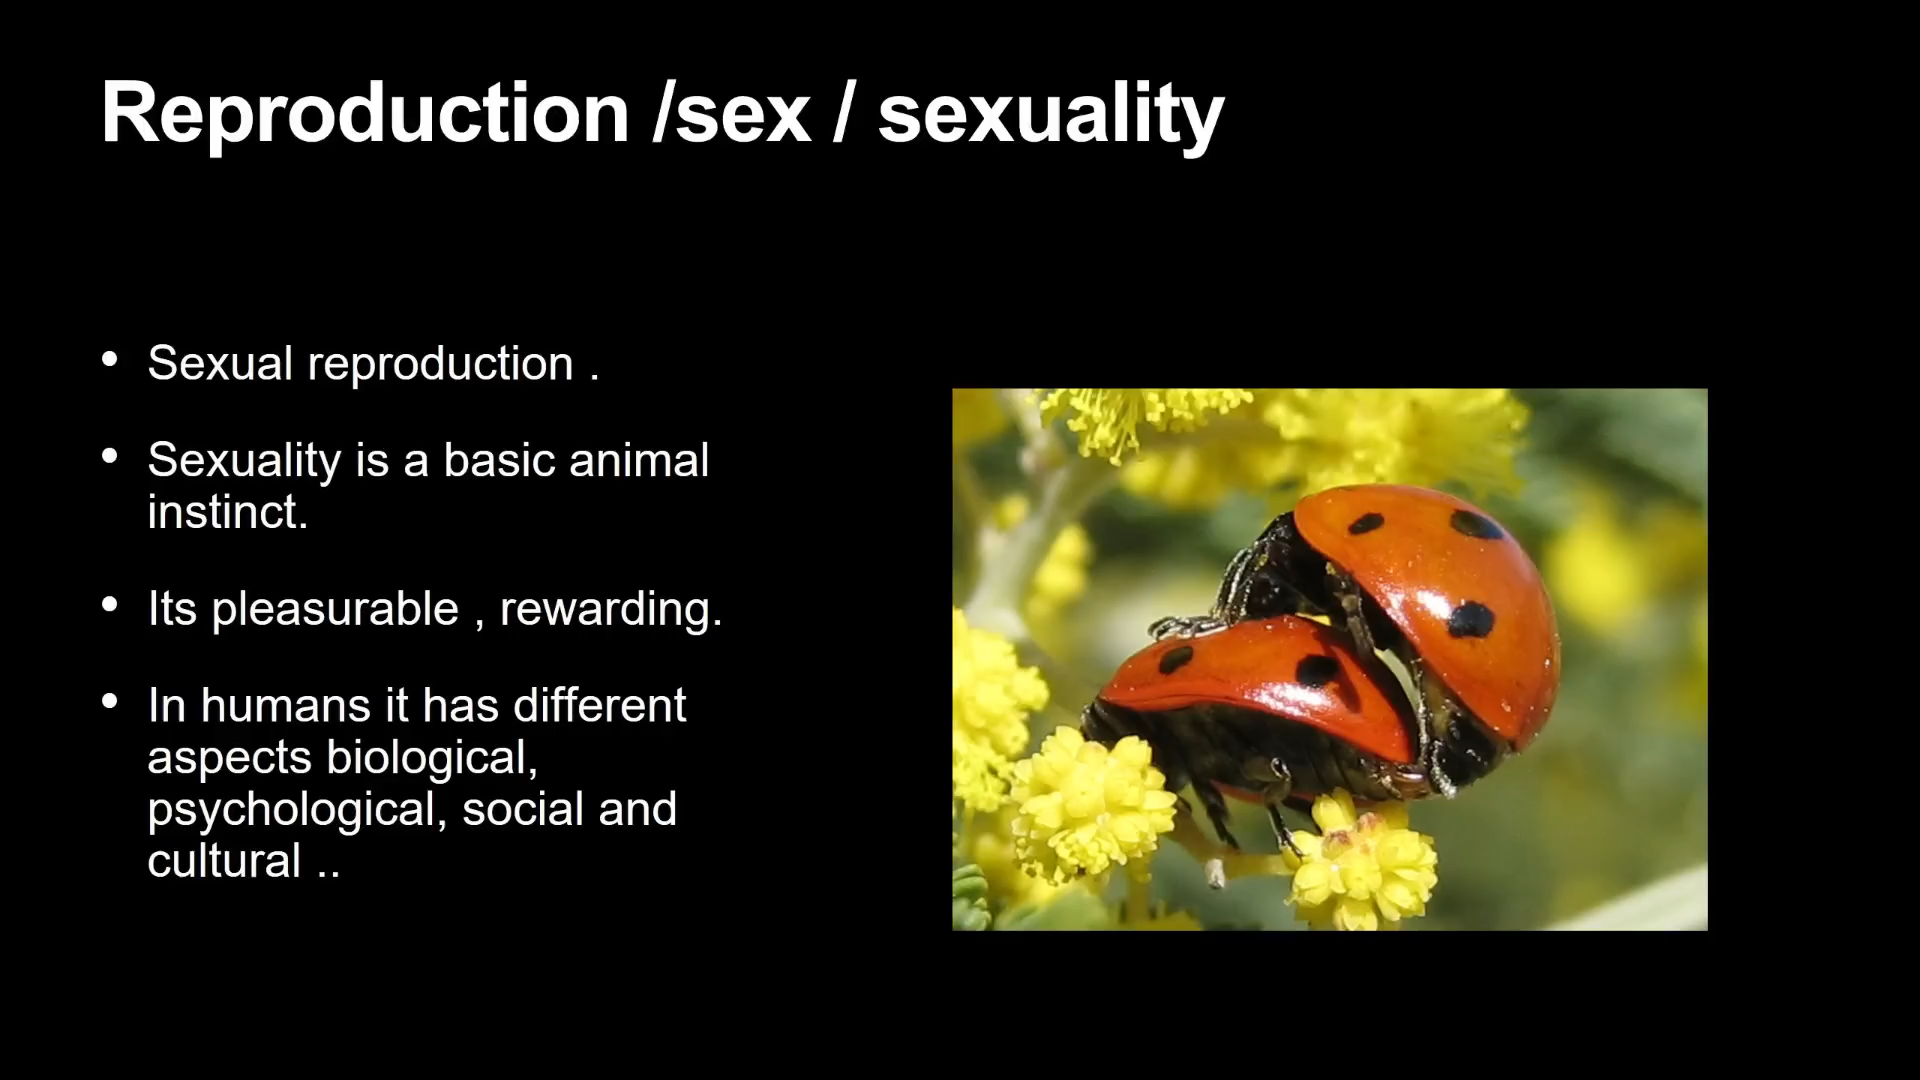 Reproduction /sex / sexuality
• Sexual reproduction .
• Sexuality is a basic animal
instinct.
• Its pleasurable , rewarding.
• In humans it has different
aspects biological,
psychological, social and
cultural ..